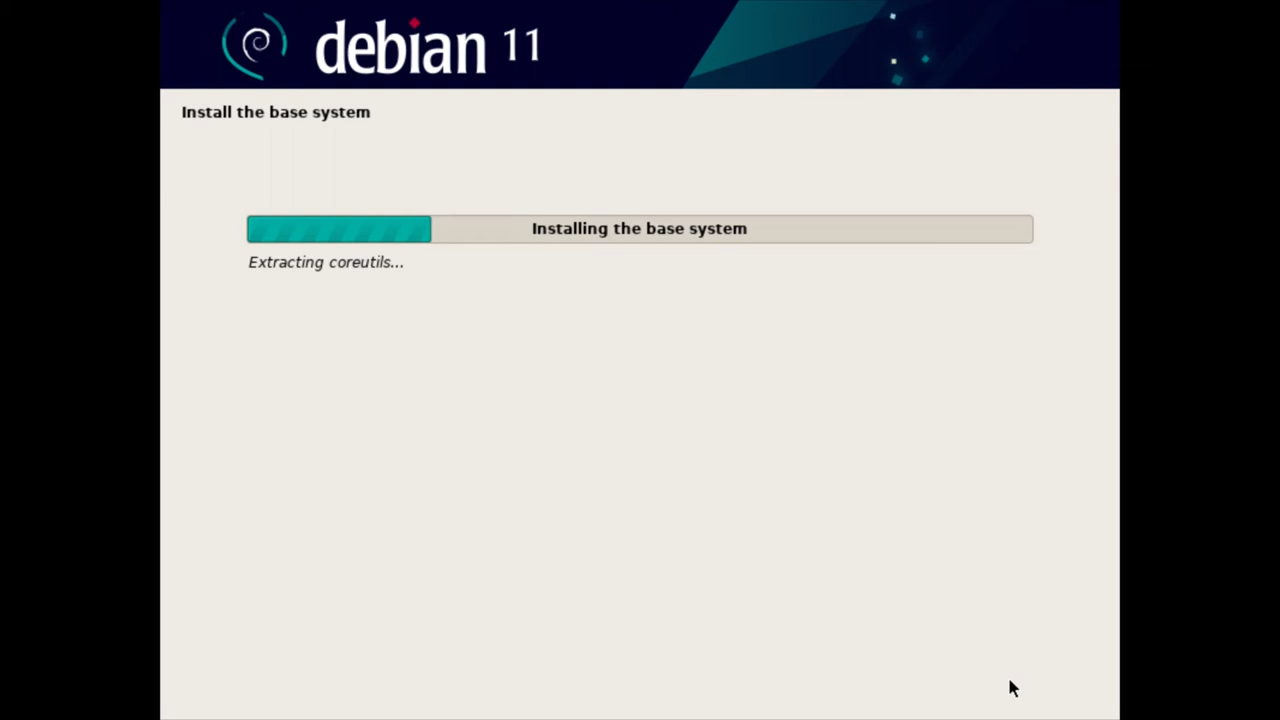 debian 11
Install the base system
Installing the base system
Extracting coreutils...